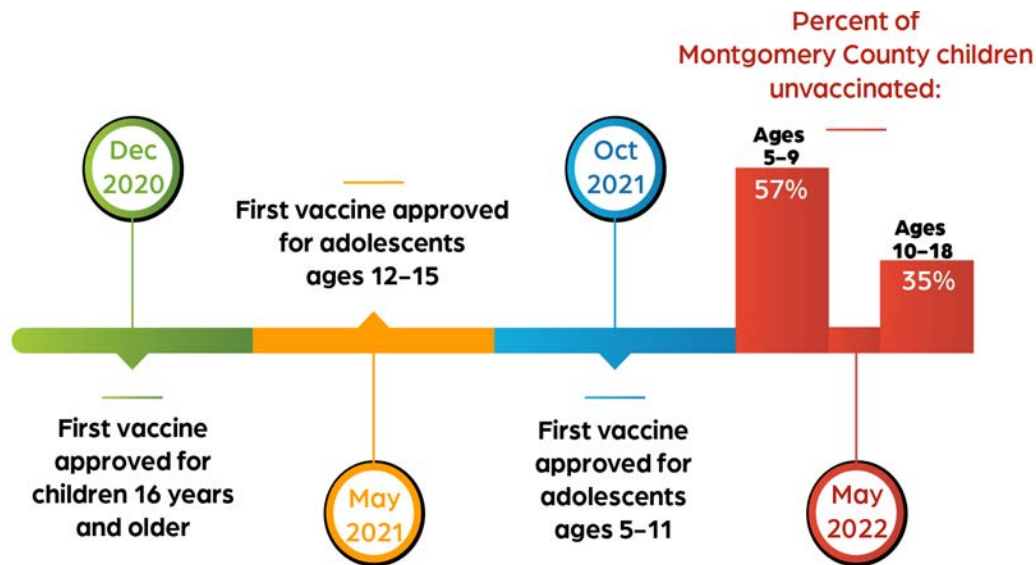 Percent of
Montgomery County children
unvaccinated:
Dec
2020
First vaccine
approved for
children 16 years
and older
First vaccine approved
for adolescents
ages 12–15
May
2021
Oct
2021
First vaccine
approved for
adolescents
ages 5–11
Ages
5–9
57%
Ages
10–18
35%
May
2022